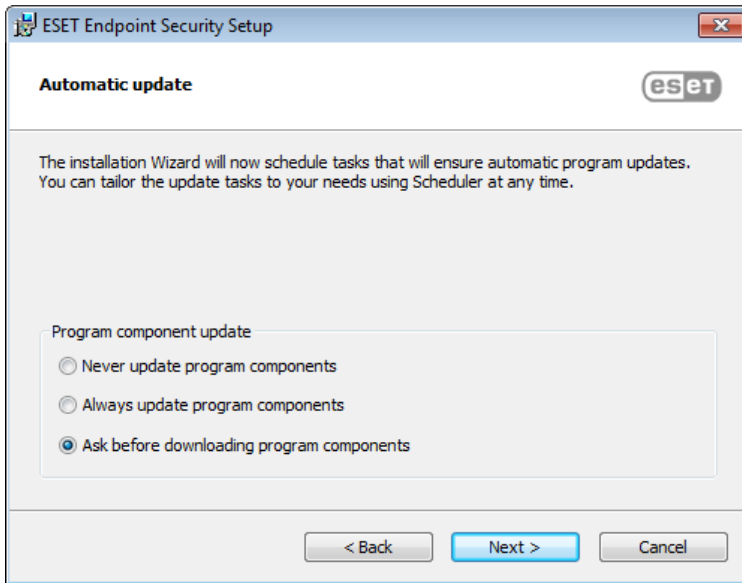 ESET Endpoint Security Setup
Automatic update
eseT
The installation Wizard will now schedule tasks that will ensure automatic program updates.
You can tailor the update tasks to your needs using Scheduler at any time.
Program component update
Never update program components
Always update program components
Ask before downloading program components
< Back
Next >
Cancel